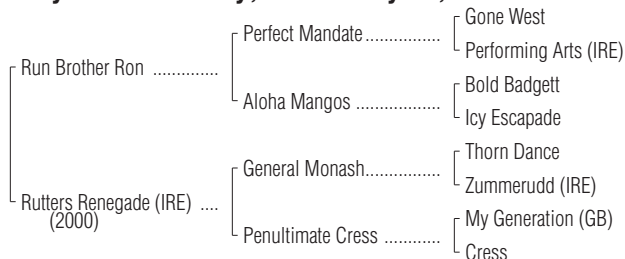 Gone West
Perfect Mandate................
Performing Arts (IRE)
Run Brother Ron ..............
Bold Badgett
Aloha Mangos ..................
Icy Escapade
Thorn Dance
General Monash................
Zummerudd (IRE)
Rutters Renegade (IRE) ....
(2000)
My Generation (GB)
Penultimate Cress ............
Cress